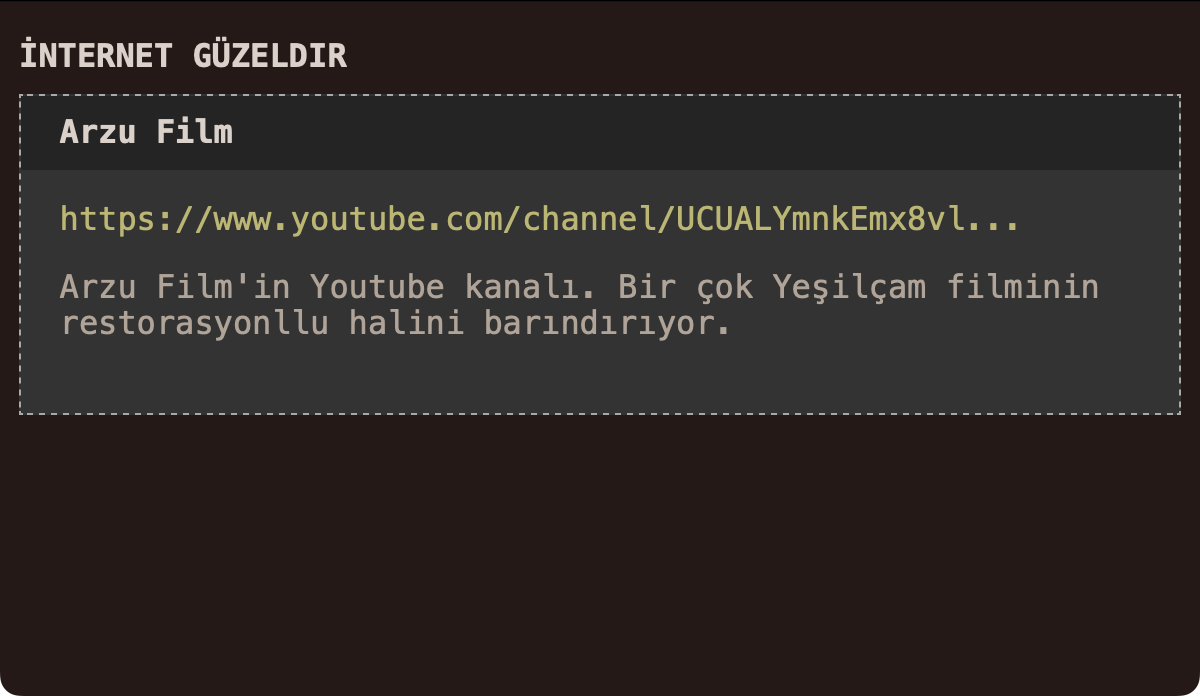 İNTERNET GÜZELDIR
Arzu Film
https://www.youtube.com/channel/UCUALYmnkEmx8vl...
Arzu Film'in Youtube kanalı. Bir çok Yeşilçam filminin
restorasyonllu halini barındırıyor.